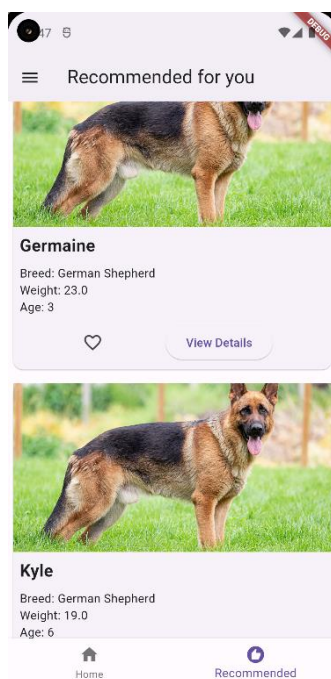 47
DEBUG
Recommended for you
Germaine
Breed: German Shepherd
Weight: 23.0
Age: 3
View Details
Kyle
Breed: German Shepherd
Weight: 19.0
Age: 6
Home
Recommended